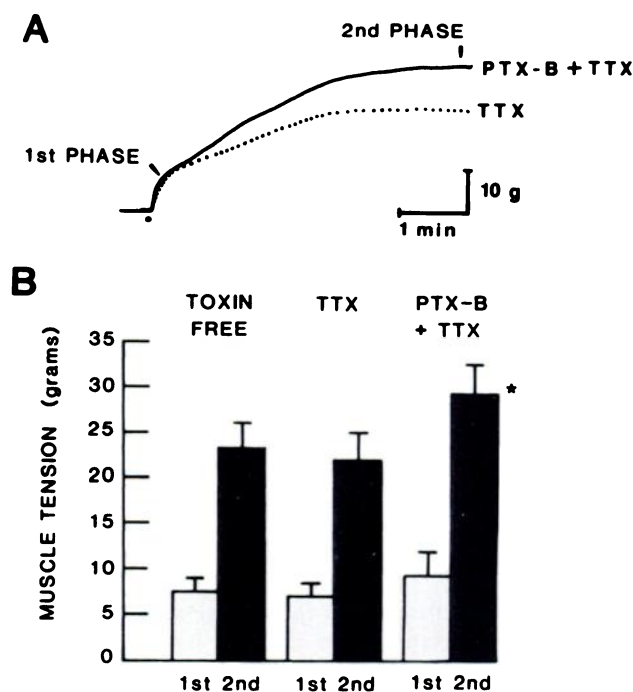 A
2nd PHASE
PTX-B + TTX
TTX
1st PHASE
10 g
1 min
B
TOXIN FREE
TTX
PTX-B + TTX
MUSCLE TENSION (grams)
35
30
25
20
15
10
5
0
*
1st 2nd
1st 2nd
1st 2nd